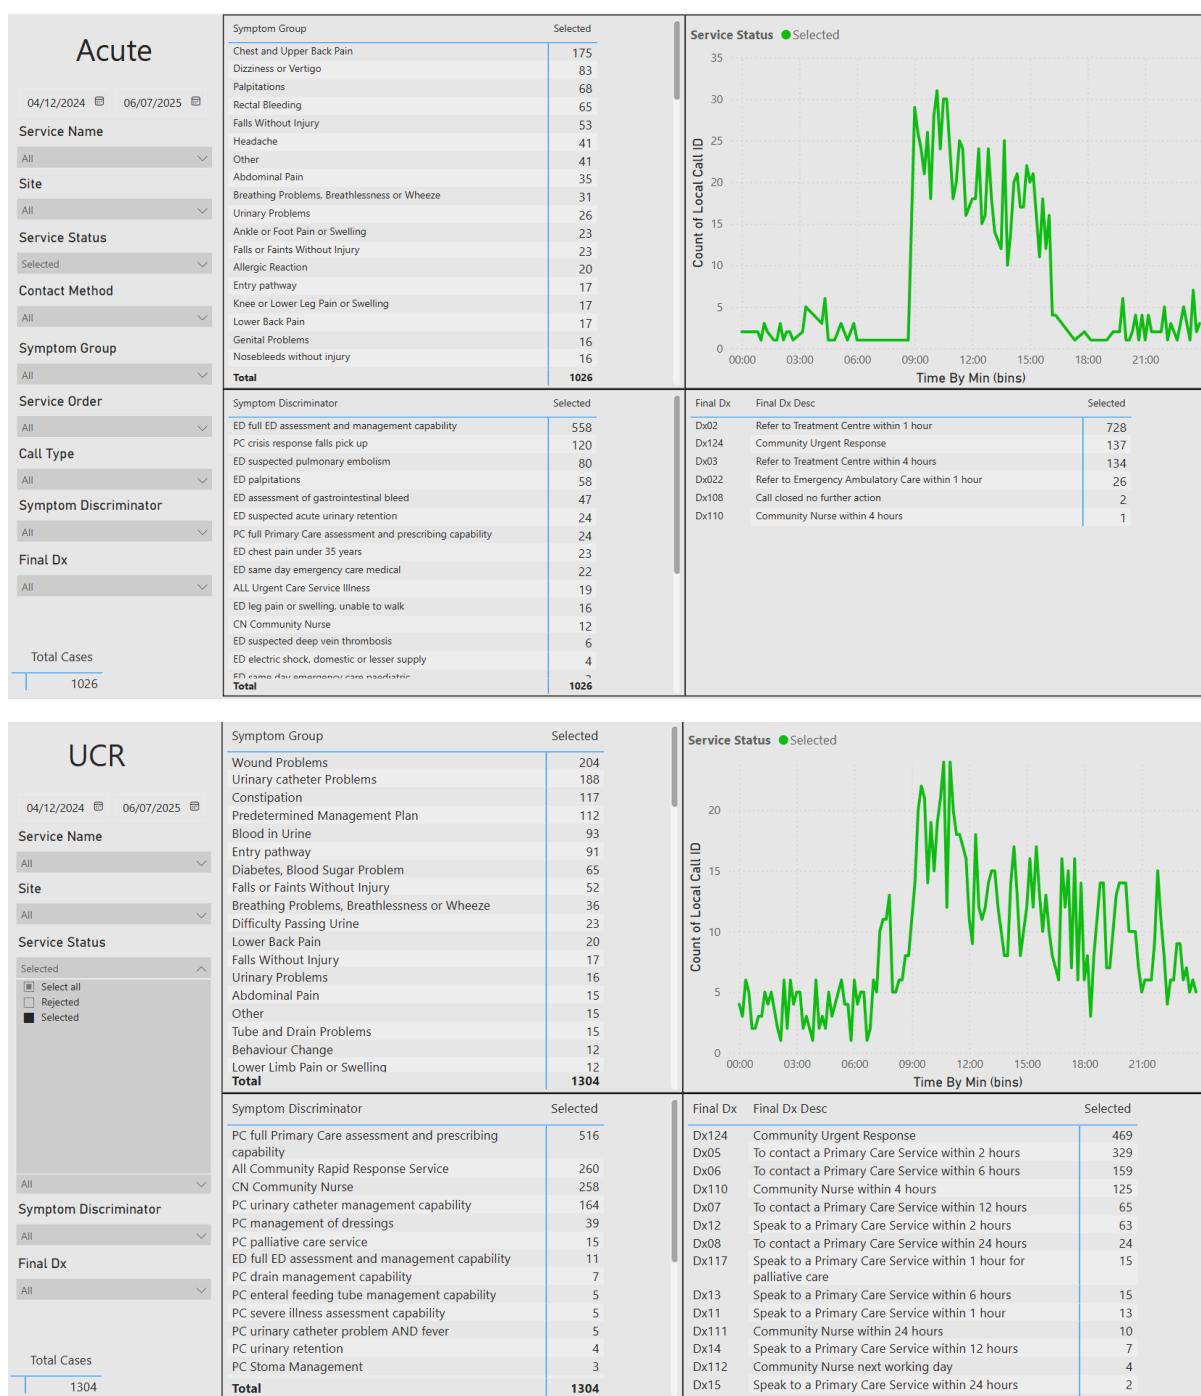 Acute
04/12/2024 06/07/2025
Service Name
All
Site
All
Service Status
Selected
Contact Method
All
Symptom Group
All
Service Order
All
Call Type
All
Symptom Discriminator
All
Final Dx
All
Total Cases
1026
Symptom Group Selected
Chest and Upper Back Pain 175
Dizziness or Vertigo 83
Palpitations 68
Rectal Bleeding 65
Falls Without Injury 53
Headache 41
Other 41
Abdominal Pain 35
Breathing Problems, Breathlessness or Wheeze 31
Urinary Problems 26
Ankle or Foot Pain or Swelling 23
Falls or Faints Without Injury 23
Allergic Reaction 20
Entry pathway 17
Knee or Lower Leg Pain or Swelling 17
Lower Back Pain 17
Genital Problems 16
Nosebleeds without injury 16
Total 1026
Service Status Selected
Count of Local Call ID
35
30
25
20
15
10
5
0
00:00 03:00 06:00 09:00 12:00 15:00 18:00 21:00
Time By Min (bins)
Symptom Discriminator Selected
ED full ED assessment and management capability 558
PC crisis response falls pick up 120
ED suspected pulmonary embolism 80
ED palpitations 58
ED assessment of gastrointestinal bleed 47
ED suspected acute urinary retention 24
PC full Primary Care assessment and prescribing capability 24
ED chest pain under 35 years 23
ED same day emergency care medical 22
ALL Urgent Care Service Illness 19
ED leg pain or swelling, unable to walk 16
CN Community Nurse 12
ED suspected deep vein thrombosis 6
ED electric shock, domestic or lesser supply 4
ED same day emergency care paediatric
Total 1026
Final Dx Final Dx Desc Selected
Dx02 Refer to Treatment Centre within 1 hour 728
Dx124 Community Urgent Response 137
Dx03 Refer to Treatment Centre within 4 hours 134
Dx022 Refer to Emergency Ambulatory Care within 1 hour 26
Dx108 Call closed no further action 2
Dx110 Community Nurse within 4 hours 1
UCR
04/12/2024 06/07/2025
Service Name
All
Site
All
Service Status
Selected
Select all
Rejected
Selected
All
Symptom Discriminator
All
Final Dx
All
Total Cases
1304
Symptom Group Selected
Wound Problems 204
Urinary catheter Problems 188
Constipation 117
Predetermined Management Plan 112
Blood in Urine 93
Entry pathway 91
Diabetes, Blood Sugar Problem 65
Falls or Faints Without Injury 52
Breathing Problems, Breathlessness or Wheeze 36
Difficulty Passing Urine 23
Lower Back Pain 20
Falls Without Injury 17
Urinary Problems 16
Abdominal Pain 15
Other 15
Tube and Drain Problems 15
Behaviour Change 12
Lower Limb Pain or Swelling 12
Total 1304
Service Status Selected
Count of Local Call ID
20
15
10
5
0
00:00 03:00 06:00 09:00 12:00 15:00 18:00 21:00
Time By Min (bins)
Symptom Discriminator Selected
PC full Primary Care assessment and prescribing 516
capability
All Community Rapid Response Service 260
CN Community Nurse 258
PC urinary catheter management capability 164
PC management of dressings 39
PC palliative care service 15
ED full ED assessment and management capability 11
PC drain management capability 7
PC enteral feeding tube management capability 5
PC severe illness assessment capability 5
PC urinary catheter problem AND fever 5
PC urinary retention 4
PC Stoma Management 3
Total 1304
Final Dx Final Dx Desc Selected
Dx124 Community Urgent Response 469
Dx05 To contact a Primary Care Service within 2 hours 329
Dx06 To contact a Primary Care Service within 6 hours 159
Dx110 Community Nurse within 4 hours 125
Dx07 To contact a Primary Care Service within 12 hours 65
Dx12 Speak to a Primary Care Service within 2 hours 63
Dx08 To contact a Primary Care Service within 24 hours 24
Dx117 Speak to a Primary Care Service within 1 hour for 15
palliative care
Dx13 Speak to a Primary Care Service within 6 hours 15
Dx11 Speak to a Primary Care Service within 1 hour 13
Dx111 Community Nurse within 24 hours 10
Dx14 Speak to a Primary Care Service within 12 hours 7
Dx112 Community Nurse next working day 4
Dx15 Speak to a Primary Care Service within 24 hours 2